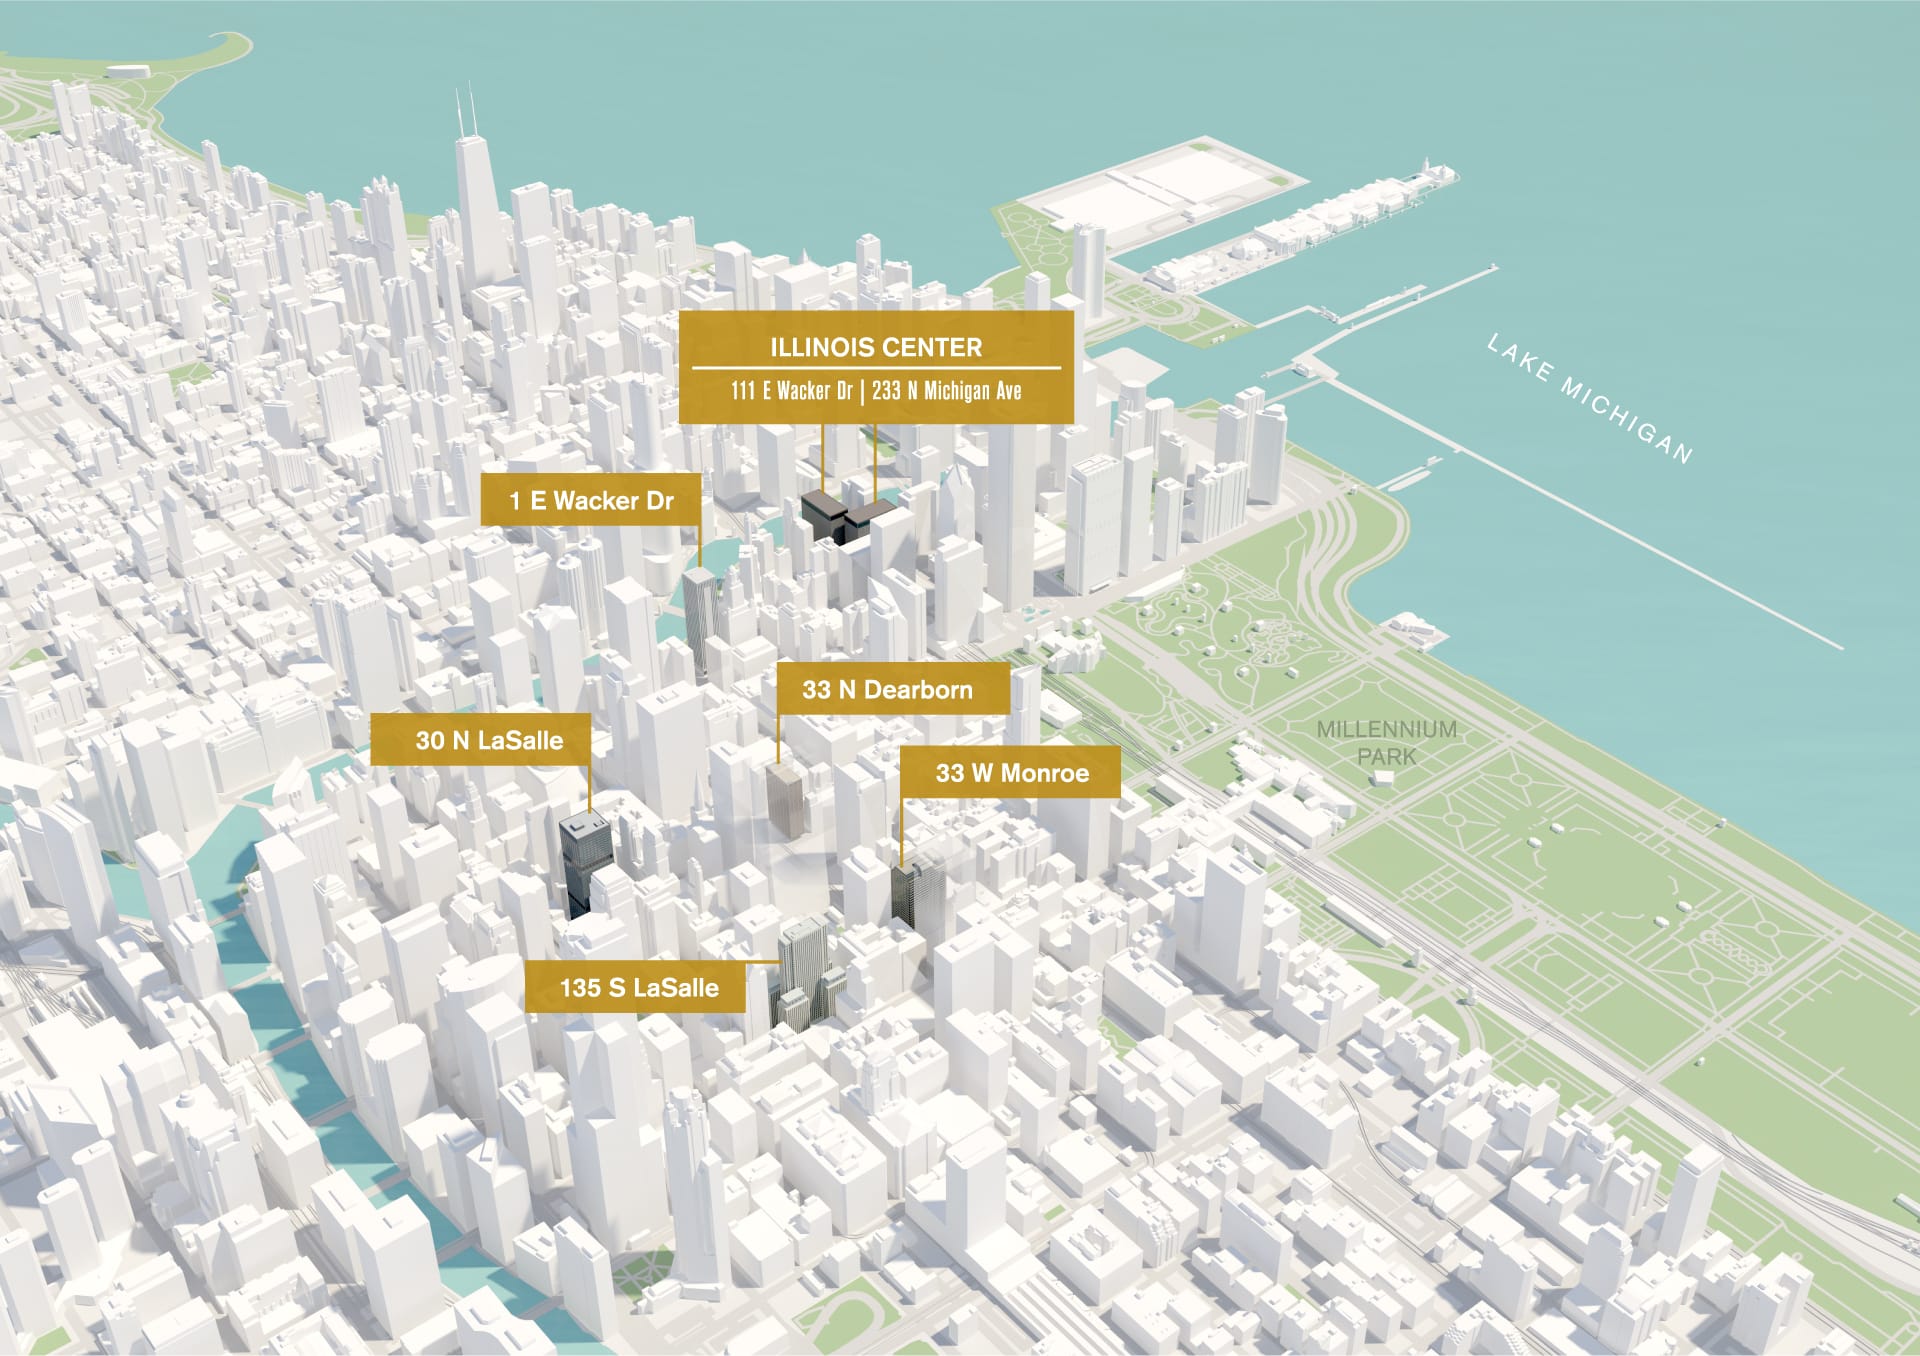 ILLINOIS CENTER
111 E Wacker Dr | 233 N Michigan Ave
LAKE MICHIGAN
1 E Wacker Dr
33 N Dearborn
30 N LaSalle
MILLENNIUM
PARK
33 W Monroe
135 S LaSalle